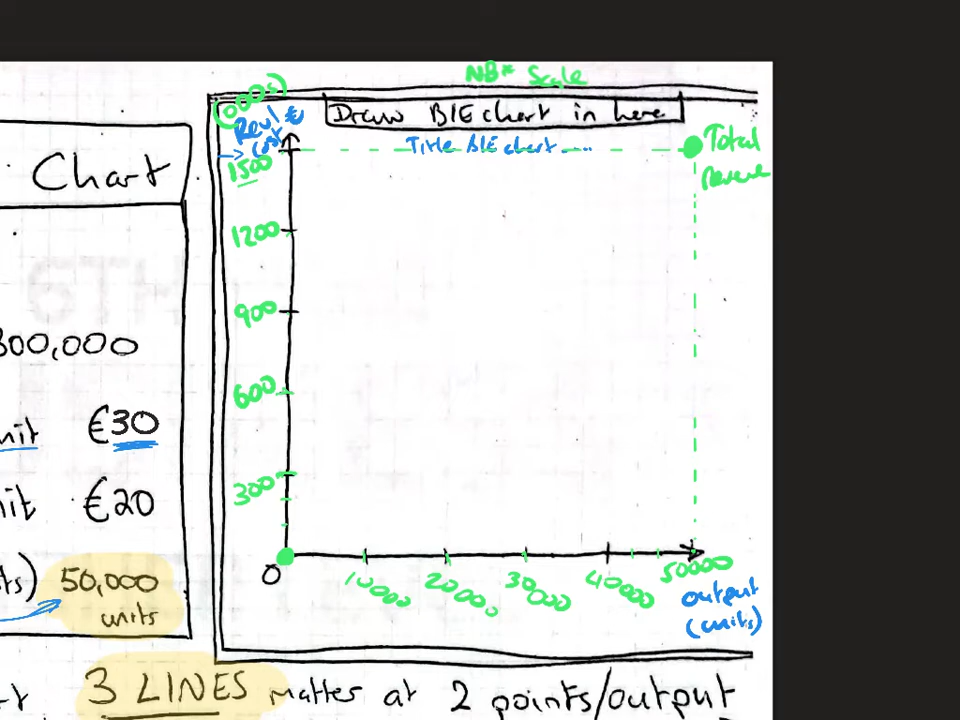 NB* Scale
(000s)
Draw B/E chart in here
Rev/ €
Cost
Title B/E chart....
Total
Revenue
1500
Chart
1200
900
300,000
600
unit €30
300
unit €20
0
10000 20000 30000 40000 50000
50,000
units
output
(units)
3 LINES matter at 2 points/output